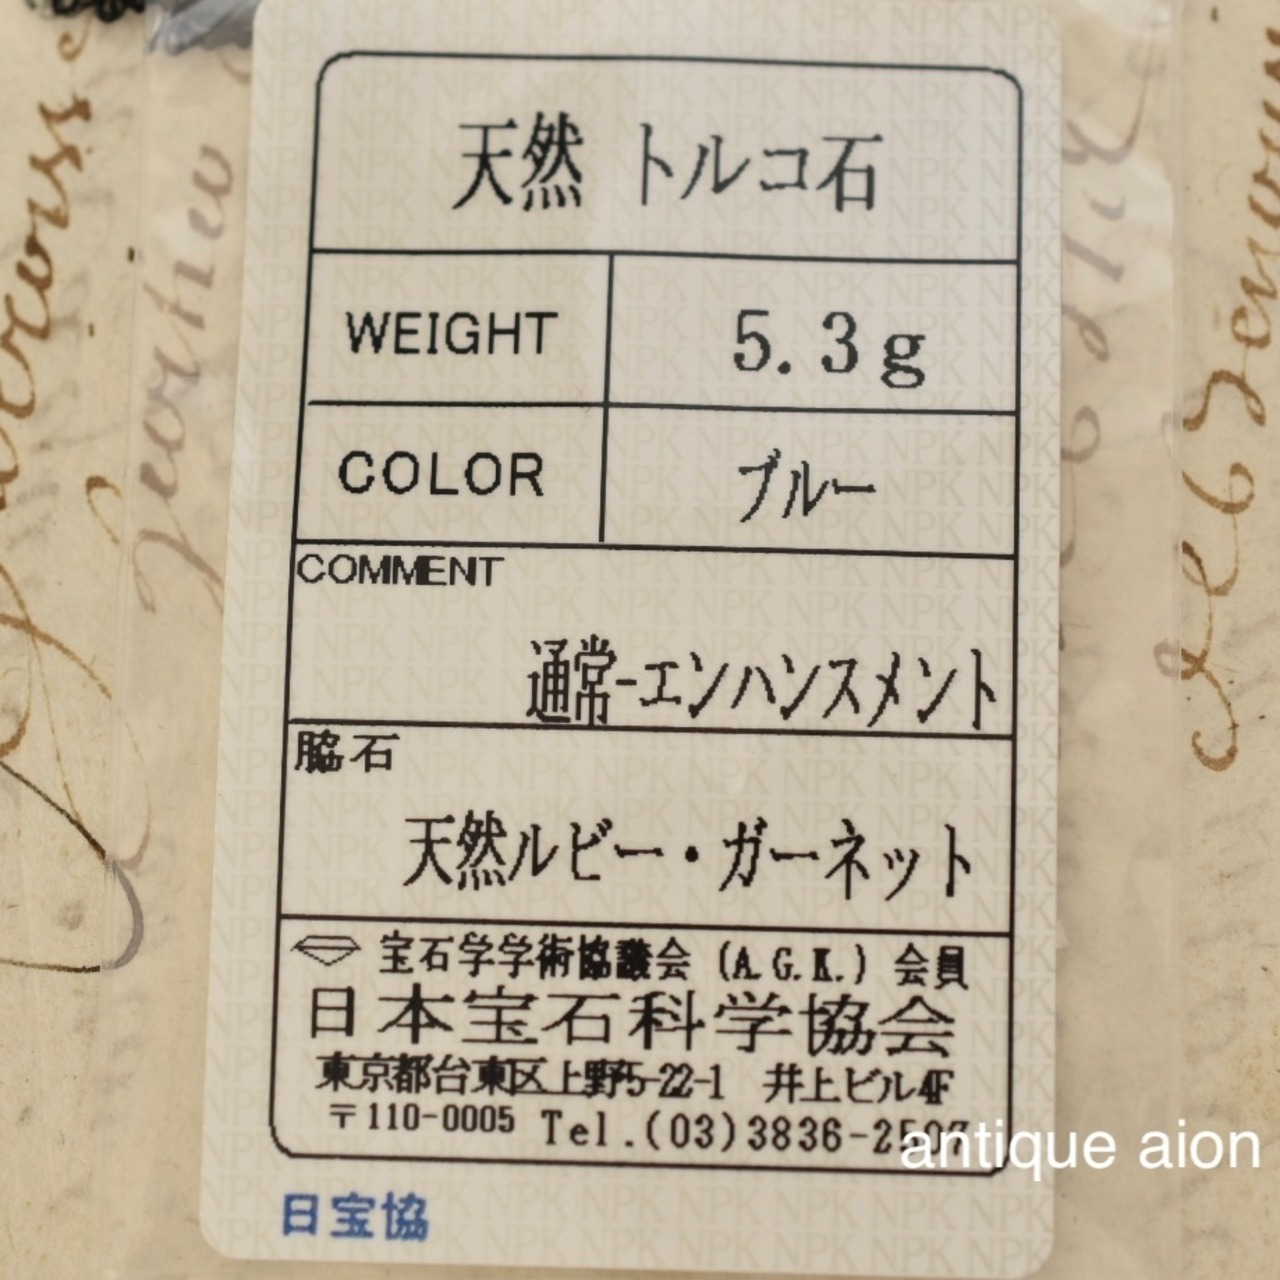 天然 トルコ石
WEIGHT 5.3g
COLOR ブルー
COMMENT
通常-エンハンスメント
脇石
天然ルビー・ガーネット
宝石学学術協議会 (A.G.K.) 会員
日本宝石科学協会
東京都台東区上野5-22-1 井上ビル4F
〒110-0005 Tel.(03)3836-
antique aion
日宝協